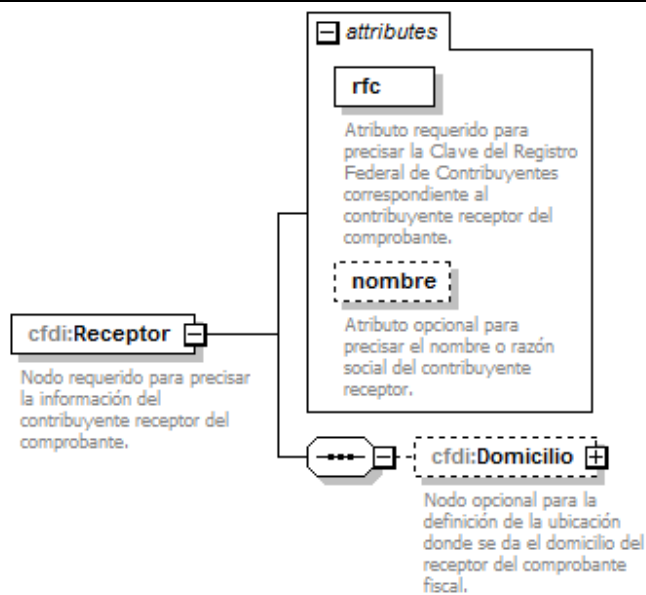 attributes
rfc
Atributo requerido para
precisar la Clave del Registro
Federal de Contribuyentes
correspondiente al
contribuyente receptor del
comprobante.
nombre
Atributo opcional para
precisar el nombre o razón
social del contribuyente
receptor.
cfdi:Receptor
Nodo requerido para precisar
la información del
contribuyente receptor del
comprobante.
cfdi:Domicilio
Nodo opcional para la
definición de la ubicación
donde se da el domicilio del
receptor del comprobante
fiscal.